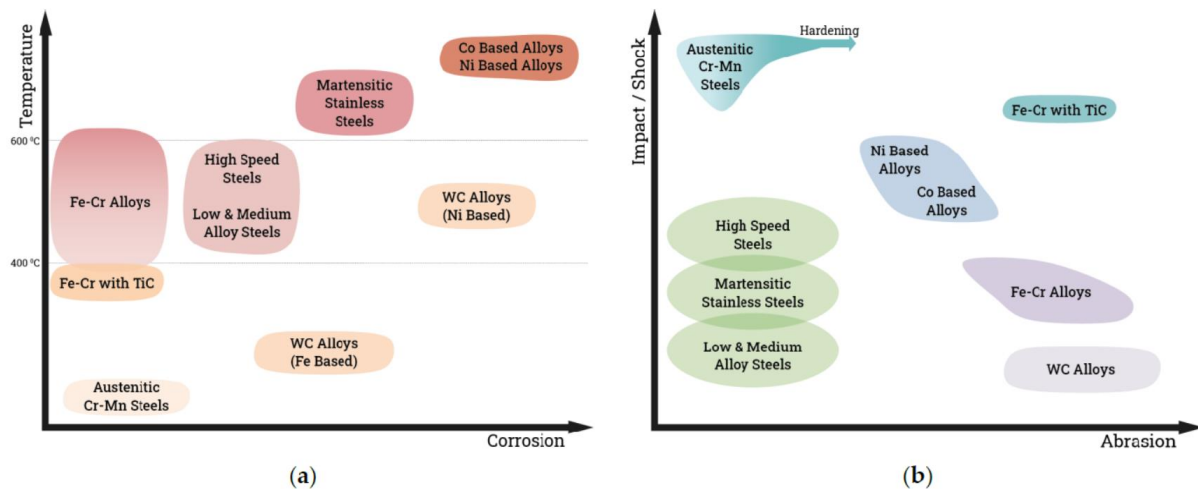 Temperature
600 ⁰C
400 ⁰C
Co Based Alloys
Ni Based Alloys
Martensitic
Stainless
Steels
High Speed
Steels
Low & Medium
Alloy Steels
Fe-Cr Alloys
WC Alloys
(Ni Based)
Fe-Cr with TiC
WC Alloys
(Fe Based)
Austenitic
Cr-Mn Steels
Corrosion
(a)
Impact / Shock
Hardening
Austenitic
Cr-Mn
Steels
Fe-Cr with TiC
Ni Based
Alloys
Co Based
Alloys
High Speed
Steels
Martensitic
Stainless Steels
Fe-Cr Alloys
Low & Medium
Alloy Steels
WC Alloys
Abrasion
(b)